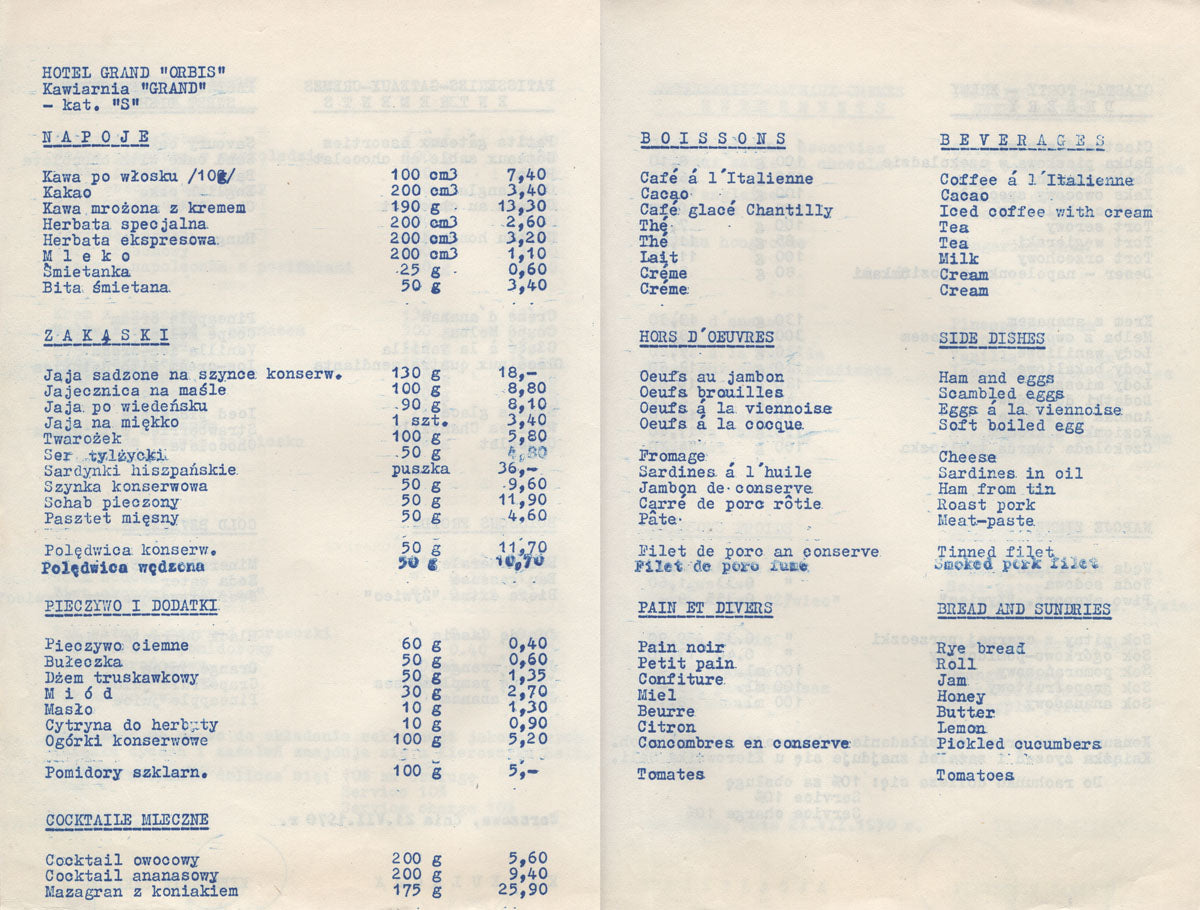 HOTEL GRAND "ORBIS"
Kawiarnia "GRAND"
- kat. "S"
N A P O J E
Kawa po włosku /10g/ 100 cm3 7,40
Kakao 200 cm3 3,40
Kawa mrożona z kremem 190 g 13,30
Herbata specjalna 200 cm3 2,60
Herbata ekspresowa 200 cm3 3,20
M l e k o 200 cm3 1,10
Śmietanka 25 g 0,60
Bita śmietana 50 g 3,40
Z A K Ą S K I
Jaja sadzone na szynce konserw. 130 g 18,-
Jajecznica na maśle 100 g 8,80
Jaja po wiedeńsku 90 g 8,10
Jaja na miękko 1 szt. 3,40
Twarożek 100 g 5,80
Ser tylżycki 50 g 4,80
Sardynki hiszpańskie puszka 36,-
Szynka konserwowa 50 g 9,60
Schab pieczony 50 g 11,90
Pasztet mięsny 50 g 4,60
Polędwica konserw. 50 g 11,70
Polędwica wędzona 50 g 10,70
PIECZYWO I DODATKI
Pieczywo ciemne 60 g 0,40
Bułeczka 50 g 0,60
Dżem truskawkowy 50 g 1,35
M i ó d 30 g 2,70
Masło 10 g 1,30
Cytryna do herbaty 10 g 0,90
Ogórki konserwowe 100 g 5,20
Pomidory szklarn. 100 g 5,-
COCKTAILE MLECZNE
Cocktail owocowy 200 g 5,60
Cocktail ananasowy 200 g 9,40
Mazagran z koniakiem 175 g 25,90
B O I S S O N S B E V E R A G E S
Café á l'Italienne Coffee á l'Italienne
Cacao Cacao
Café glacé Chantilly Iced coffee with cream
Thé Tea
Thé Tea
Lait Milk
Créme Cream
Créme Cream
HORS D'OEUVRES SIDE DISHES
Oeufs au jambon Ham and eggs
Oeufs brouilles Scambled eggs
Oeufs á la viennoise Eggs á la viennoise
Oeufs á la cocque Soft boiled egg
Fromage Cheese
Sardines á l'huile Sardines in oil
Jambon de conserve Ham from tin
Carré de porc rôtie Roast pork
Pâte Meat-paste
Filet de porc an conserve Tinned filet
Filet de porc fume Smoked pork filet
PAIN ET DIVERS BREAD AND SUNDRIES
Pain noir Rye bread
Petit pain Roll
Confiture Jam
Miel Honey
Beurre Butter
Citron Lemon
Concombres en conserve Pickled cucumbers
Tomates Tomatoes